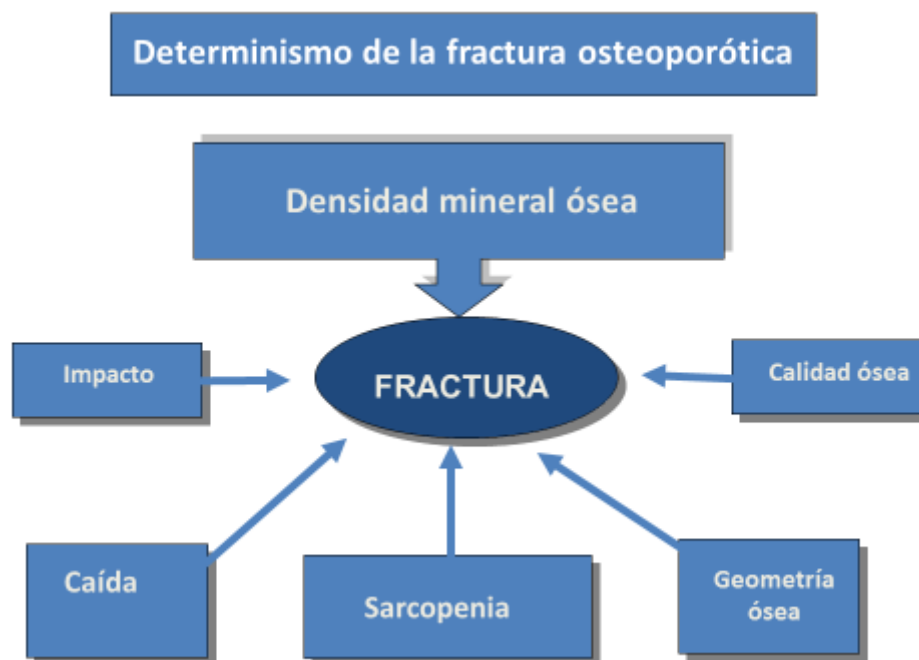 Determinismo de la fractura osteoporótica
Densidad mineral ósea
Impacto
FRACTURA
Calidad ósea
Caída
Sarcopenia
Geometría
ósea